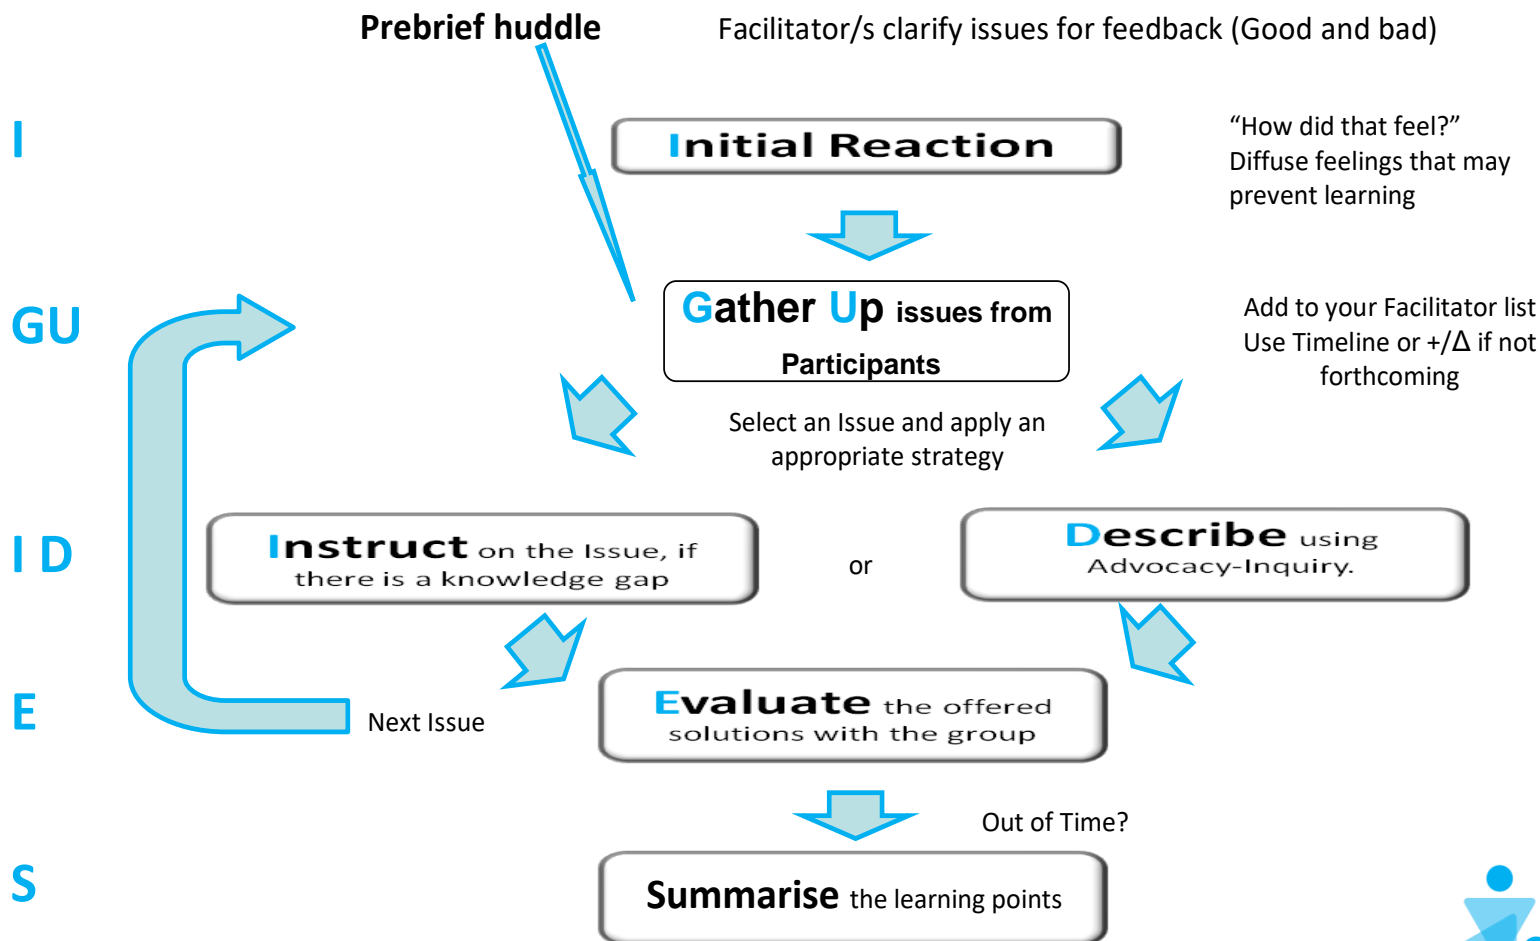 Prebrief huddle
Facilitator/s clarify issues for feedback (Good and bad)
I
Initial Reaction
“How did that feel?”
Diffuse feelings that may
prevent learning
GU
Gather Up issues from
Participants
Add to your Facilitator list
Use Timeline or +/Δ if not
forthcoming
Select an Issue and apply an
appropriate strategy
I D
Instruct on the Issue, if
there is a knowledge gap
or
Describe using
Advocacy-Inquiry.
E
Next Issue
Evaluate the offered
solutions with the group
Out of Time?
S
Summarise the learning points